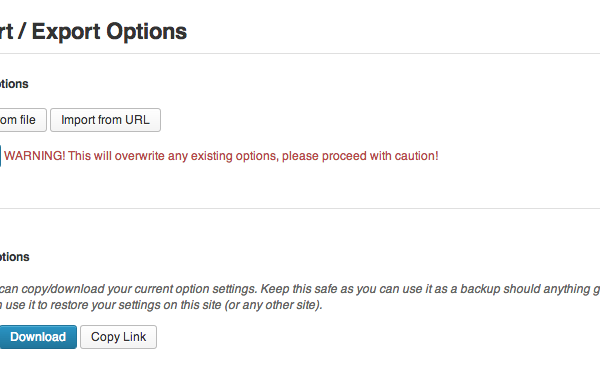 rt / Export Options
ptions
om file Import from URL
WARNING! This will overwrite any existing options, please proceed with caution!
ptions
can copy/download your current option settings. Keep this safe as you can use it as a backup should anything g
n use it to restore your settings on this site (or any other site).
Download Copy Link